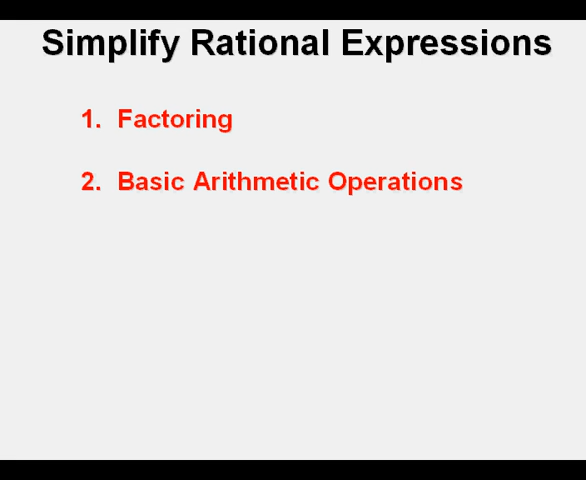 Simplify Rational Expressions
1. Factoring
2. Basic Arithmetic Operations